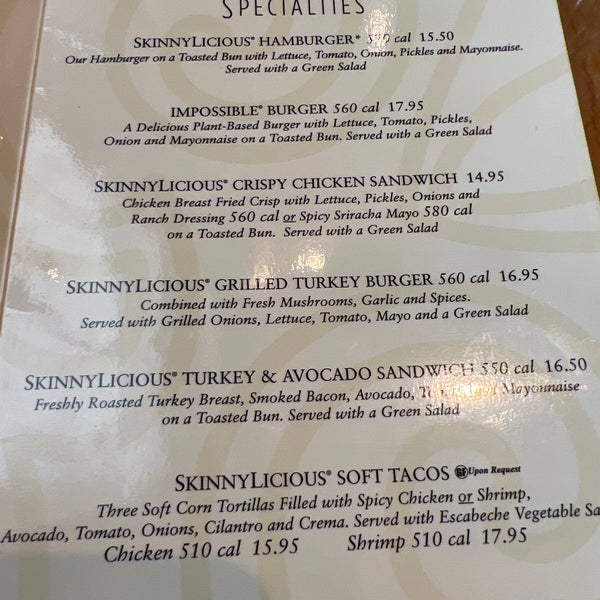 SPECIALTIES
SKINNYLICIOUS® HAMBURGER* cal 15.50
Our Hamburger on a Toasted Bun with Lettuce, Tomato, Onion, Pickles and Mayonnaise.
Served with a Green Salad
IMPOSSIBLE® BURGER 560 cal 17.95
A Delicious Plant-Based Burger with Lettuce, Tomato, Pickles,
Onion and Mayonnaise on a Toasted Bun. Served with a Green Salad
SKINNYLICIOUS® CRISPY CHICKEN SANDWICH 14.95
Chicken Breast Fried Crisp with Lettuce, Pickles, Onions and
Ranch Dressing 560 cal or Spicy Sriracha Mayo 580 cal
on a Toasted Bun. Served with a Green Salad
SKINNYLICIOUS® GRILLED TURKEY BURGER 560 cal 16.95
Combined with Fresh Mushrooms, Garlic and Spices.
Served with Grilled Onions, Lettuce, Tomato, Mayo and a Green Salad
SKINNYLICIOUS® TURKEY & AVOCADO SANDWICH 550 cal 16.50
Freshly Roasted Turkey Breast, Smoked Bacon, Avocado, Mayonnaise
on a Toasted Bun. Served with a Green Salad
SKINNYLICIOUS® SOFT TACOS GF Upon Request
Three Soft Corn Tortillas Filled with Spicy Chicken or Shrimp,
Avocado, Tomato, Onions, Cilantro and Crema. Served with Escabeche Vegetable Sa
Chicken 510 cal 15.95 Shrimp 510 cal 17.95